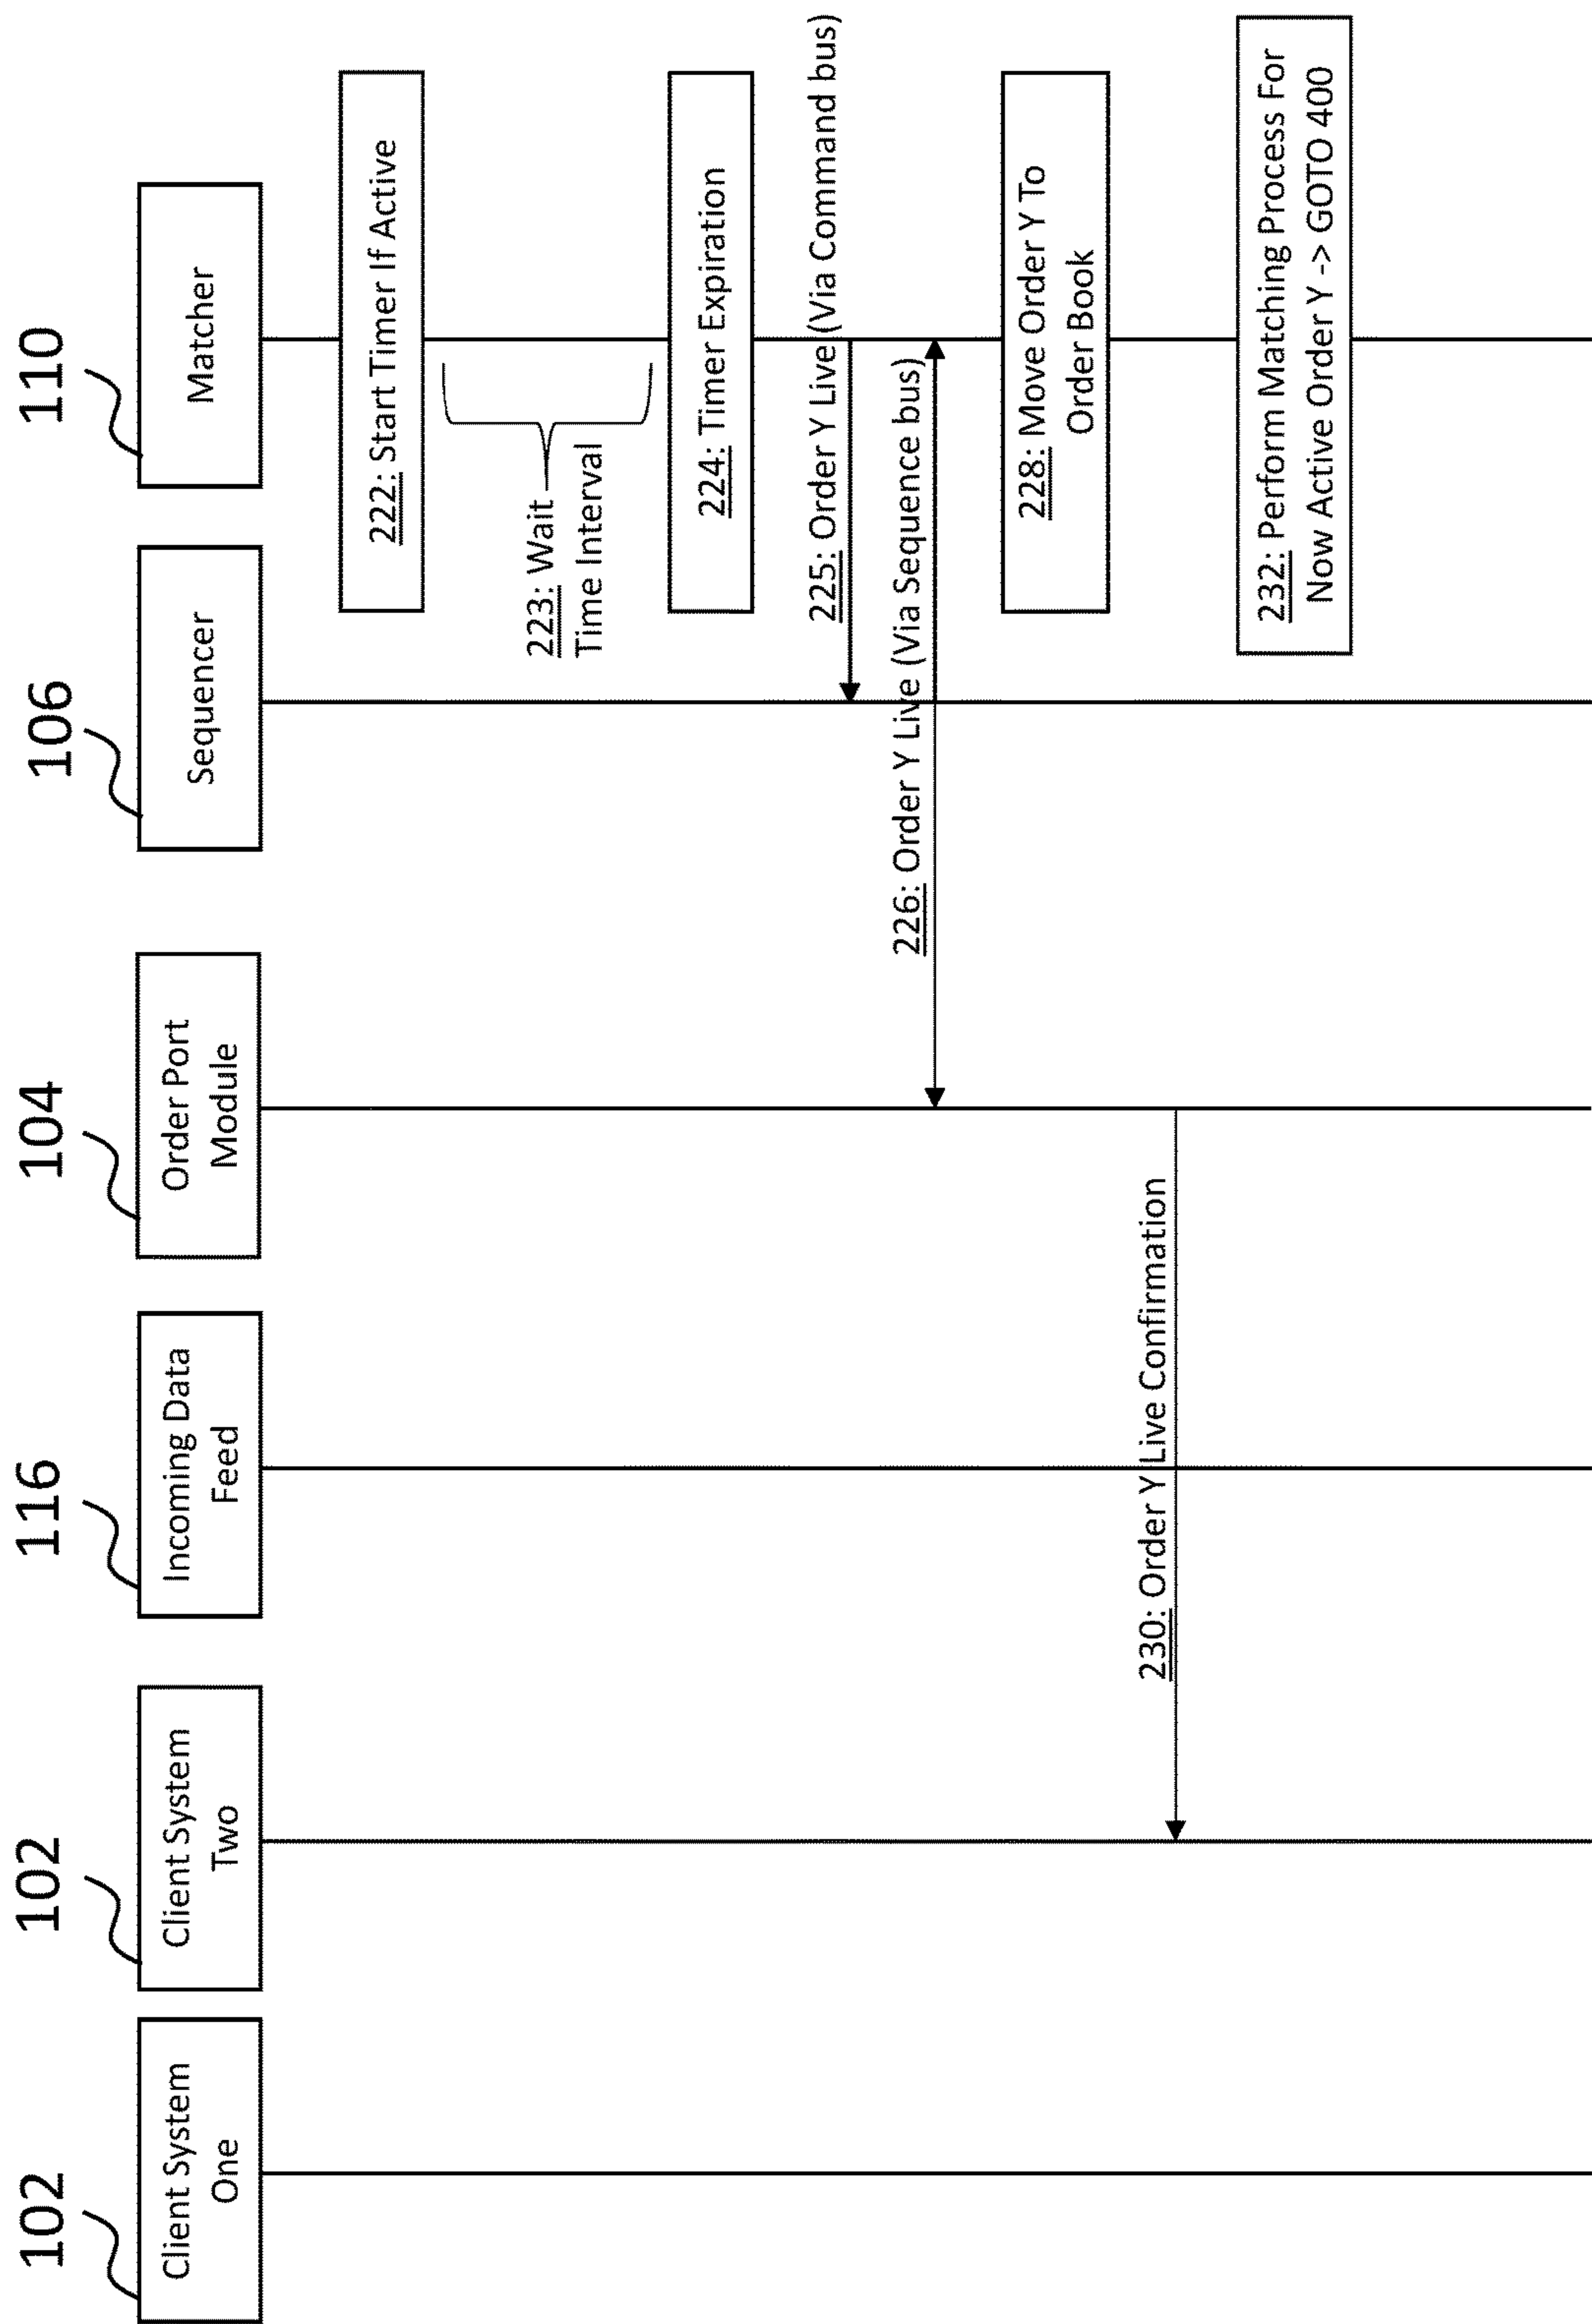 102
102
116
104
106
110
Client System
One
Client System
Two
Incoming Data
Feed
Order Port
Module
Sequencer
Matcher
222: Start Timer If Active
223: Wait
Time Interval
224: Timer Expiration
225: Order Y Live (Via Command bus)
226: Order Y Live (Via Sequence bus)
228: Move Order Y To
Order Book
230: Order Y Live Confirmation
232: Perform Matching Process For
Now Active Order Y -> GOTO 400